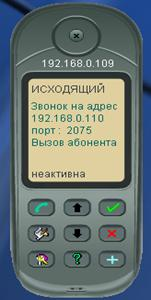 192.168.0.109
ИСХОДЯЩИЙ
Звонок на адрес
192.168.0.110
порт : 2075
Вызов абонента
неактивна
?